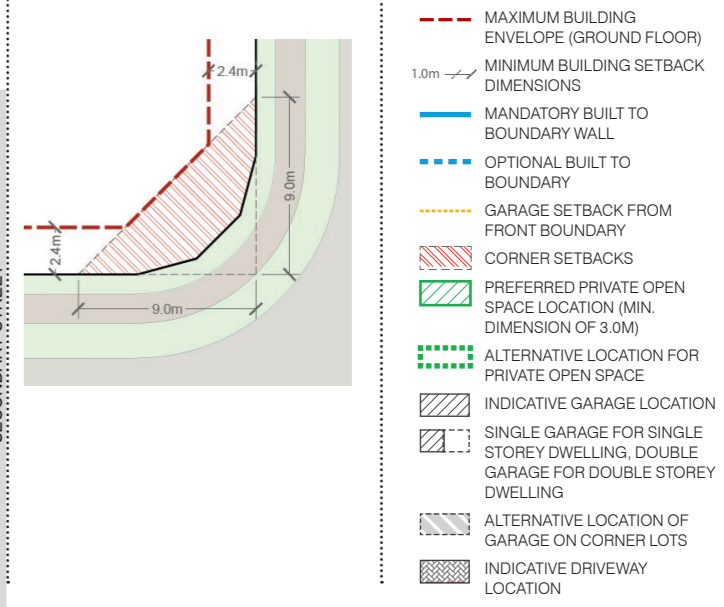 2.4m
9.0m
2.4m
9.0m
MAXIMUM BUILDING
ENVELOPE (GROUND FLOOR)
1.0m
MINIMUM BUILDING SETBACK
DIMENSIONS
MANDATORY BUILT TO
BOUNDARY WALL
OPTIONAL BUILT TO
BOUNDARY
GARAGE SETBACK FROM
FRONT BOUNDARY
CORNER SETBACKS
PREFERRED PRIVATE OPEN
SPACE LOCATION (MIN.
DIMENSION OF 3.0M)
ALTERNATIVE LOCATION FOR
PRIVATE OPEN SPACE
INDICATIVE GARAGE LOCATION
SINGLE GARAGE FOR SINGLE
STOREY DWELLING, DOUBLE
GARAGE FOR DOUBLE STOREY
DWELLING
ALTERNATIVE LOCATION OF
GARAGE ON CORNER LOTS
INDICATIVE DRIVEWAY
LOCATION